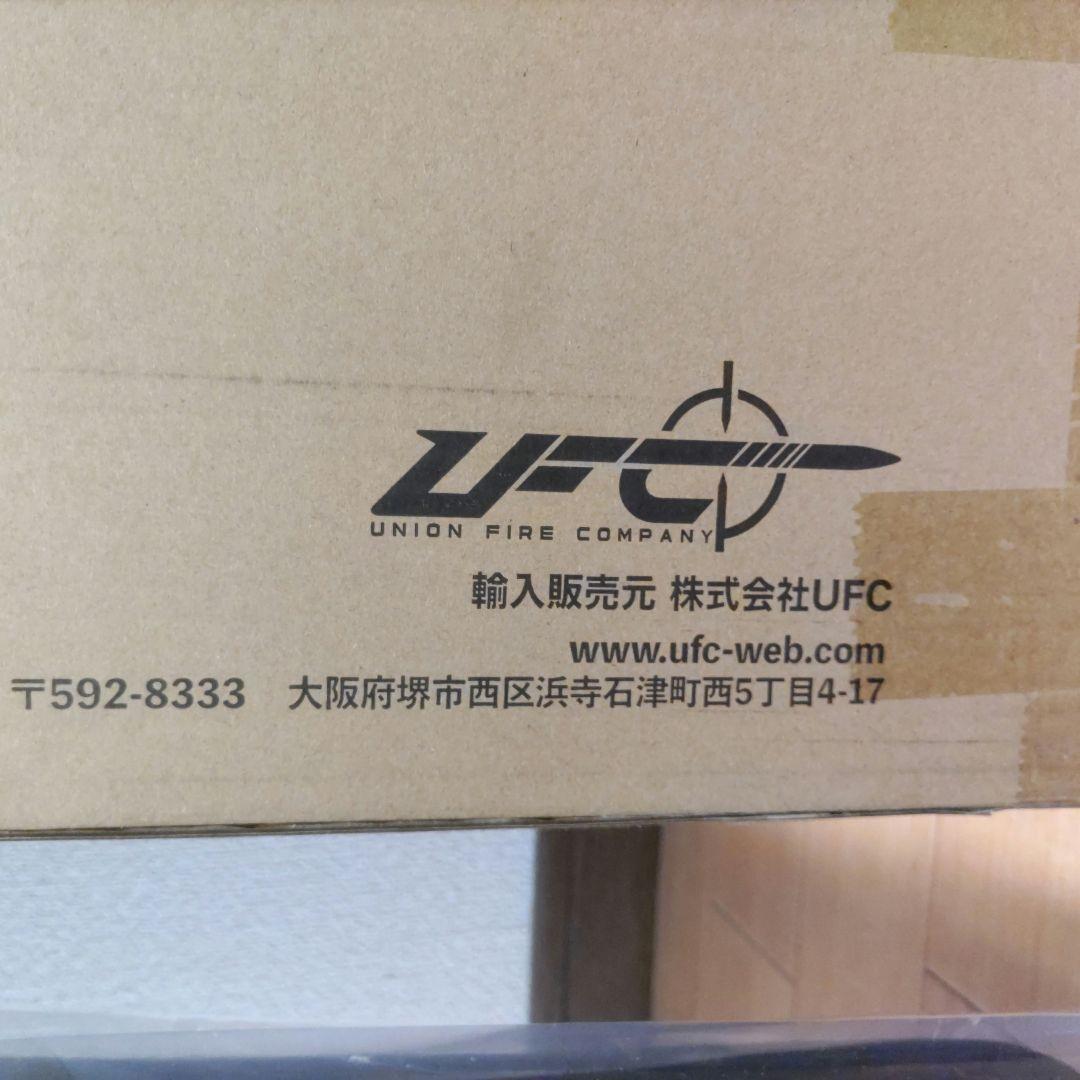 UFC
UNION FIRE COMPANY
輸入販売元 株式会社UFC
www.ufc-web.com
〒592-8333 大阪府堺市西区浜寺石津町西5丁目4-17